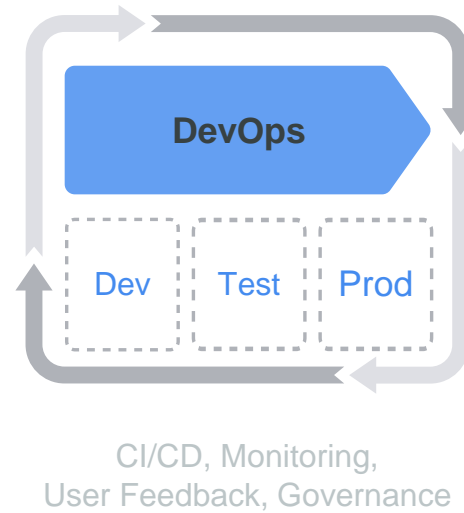 DevOps
Dev
Test
Prod
CI/CD, Monitoring,
User Feedback, Governance